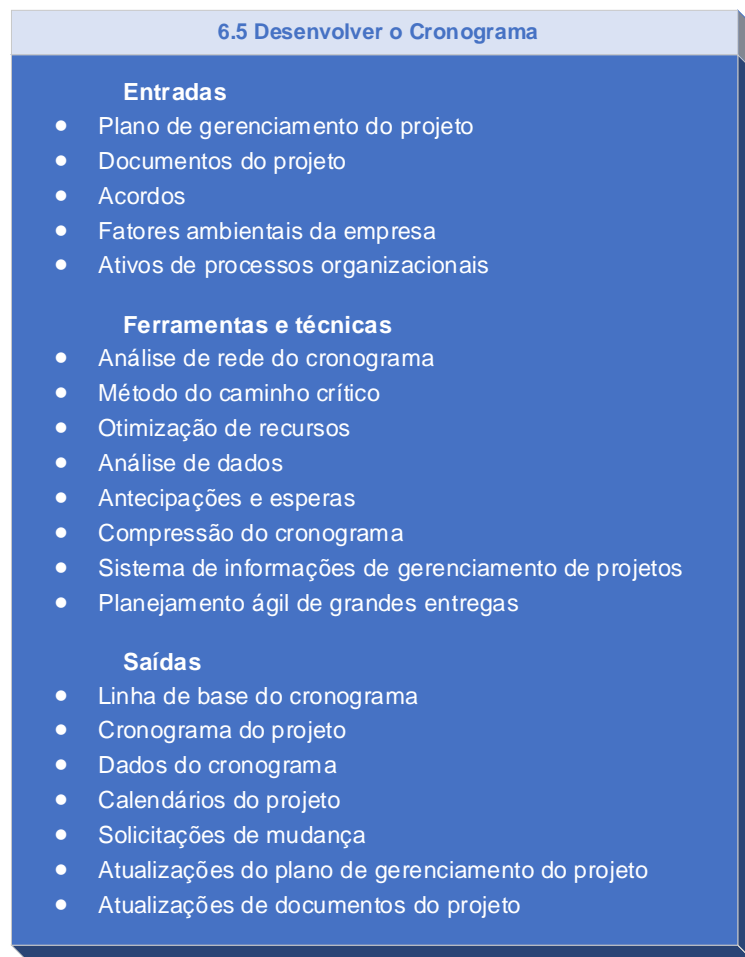 6.5 Desenvolver o Cronograma
Entradas
• Plano de gerenciamento do projeto
• Documentos do projeto
• Acordos
• Fatores ambientais da empresa
• Ativos de processos organizacionais
Ferramentas e técnicas
• Análise de rede do cronograma
• Método do caminho crítico
• Otimização de recursos
• Análise de dados
• Antecipações e esperas
• Compressão do cronograma
• Sistema de informações de gerenciamento de projetos
• Planejamento ágil de grandes entregas
Saídas
• Linha de base do cronograma
• Cronograma do projeto
• Dados do cronograma
• Calendários do projeto
• Solicitações de mudança
• Atualizações do plano de gerenciamento do projeto
• Atualizações de documentos do projeto